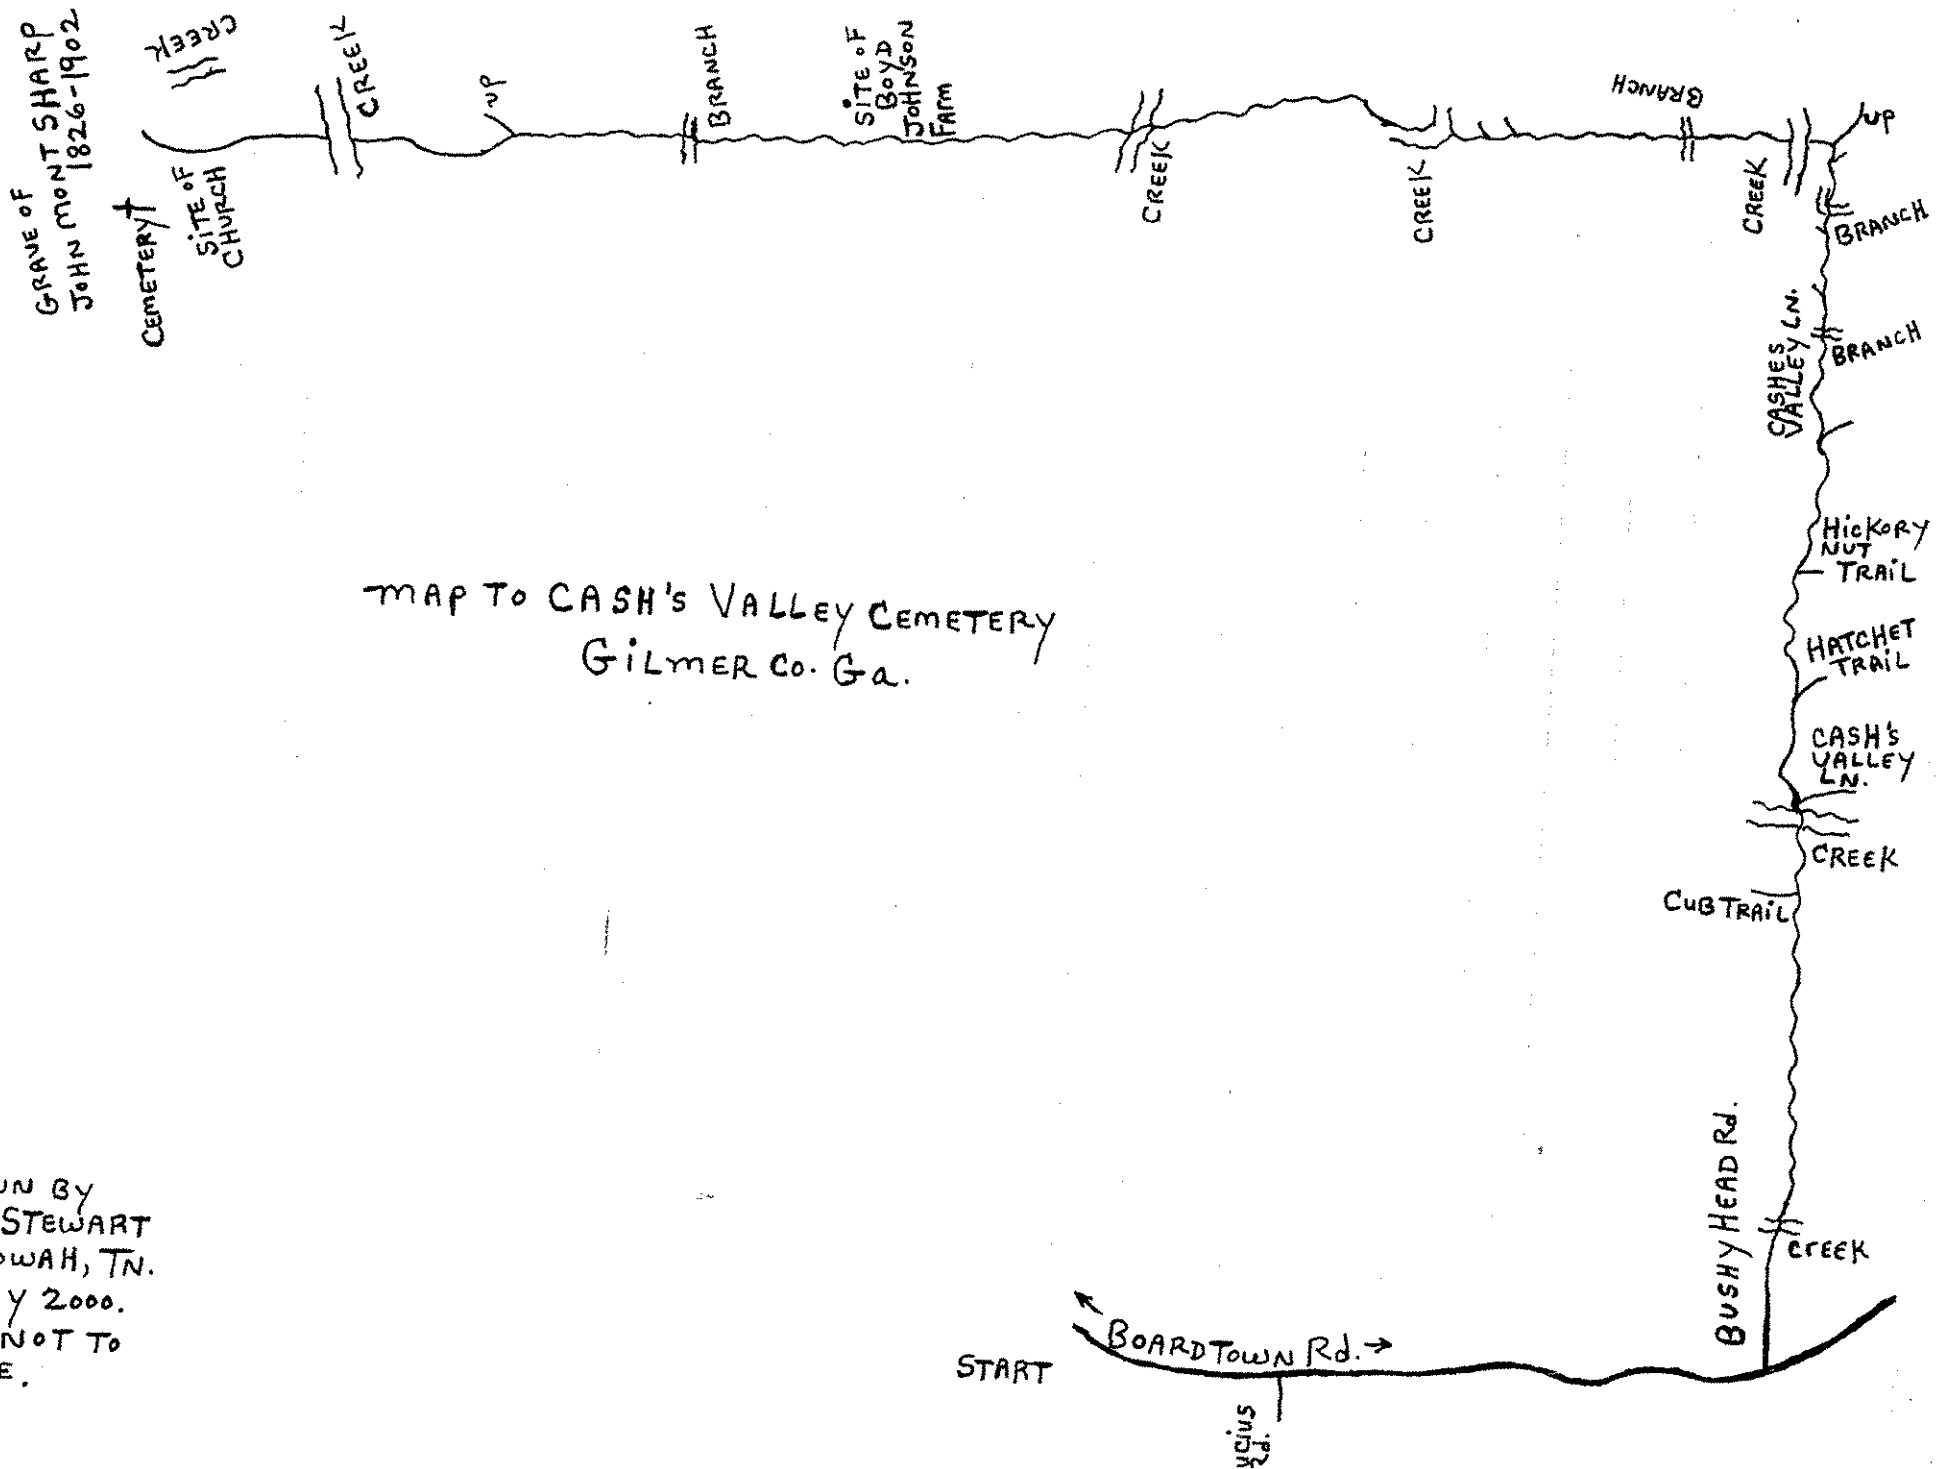 GRAVE OF
JOHN MONT SHARP
1826-1902
CREEK
CEMETERY
SITE OF
CHURCH
CREEK
UP
BRANCH
SITE OF
BOYD
JOHNSON
FARM
CREEK
CREEK
BRANCH
CREEK
UP
BRANCH
BRANCH
CASHES
VALLEY LN.
HICKORY
NUT
TRAIL
HATCHET
TRAIL
CASH'S
VALLEY
LN.
CREEK
CUB TRAIL
MAP TO CASH'S VALLEY CEMETERY
GILMER CO. GA.
BUSHY HEAD Rd.
CREEK
START
BOARDTOWN Rd.
Rd.
BY
STEWART
TN.
2000.
NOT TO